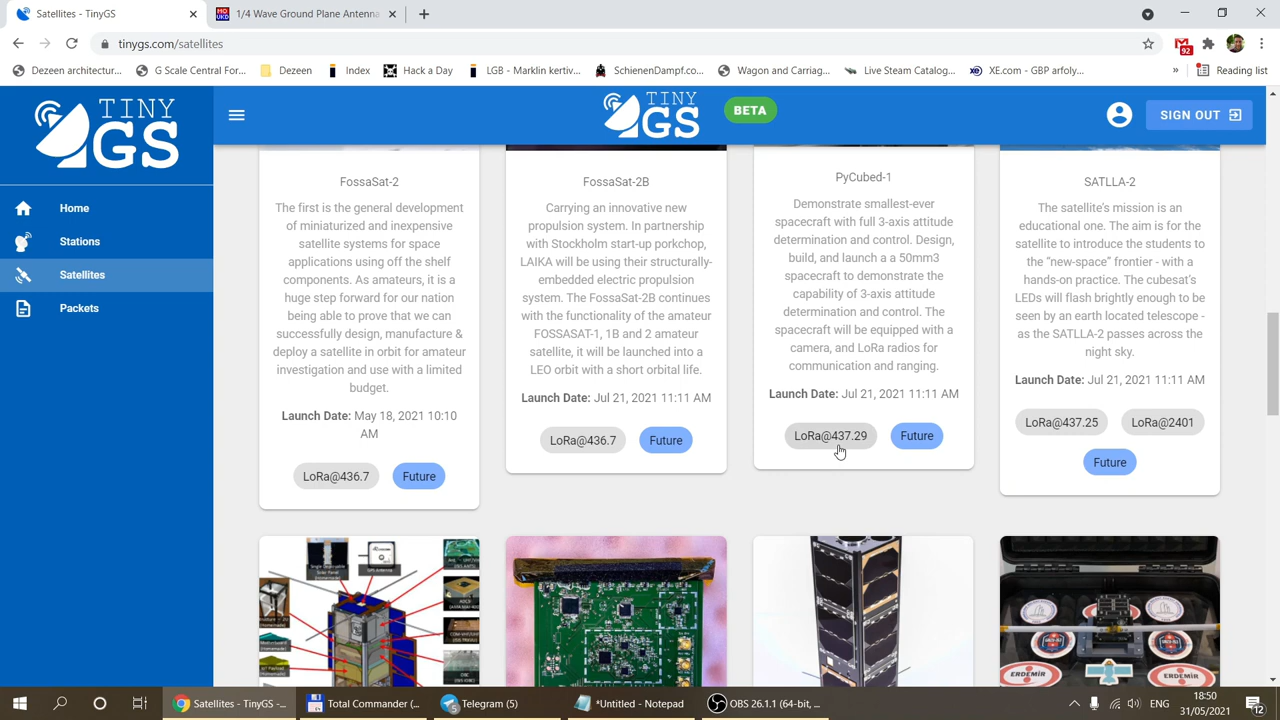 Satellites - TinyGS
1/4 Wave Ground Plane Antenna
tinygs.com/satellites
92
Dezeen architectur...
G Scale Central For...
Dezeen
Index
Hack a Day
LGB - Marklin kertiv...
SchienenDampf.co...
Wagon and Carriag...
Live Steam Catalog...
XE.com - GBP arfoly...
»
Reading list
TINY
GS
TINY
GS
BETA
SIGN OUT
Home
Stations
Satellites
Packets
FossaSat-2
The first is the general development
of miniaturized and inexpensive
satellite systems for space
applications using off the shelf
components. As amateurs, it is a
huge step forward for our nation
being able to prove that we can
successfully design, manufacture &
deploy a satellite in orbit for amateur
investigation and use with a limited
budget.
Launch Date: May 18, 2021 10:10
AM
LoRa@436.7
Future
FossaSat-2B
Carrying an innovative new
propulsion system. In partnership
with Stockholm start-up porkchop,
LAIKA will be using their structurally-
embedded electric propulsion
system. The FossaSat-2B continues
with the functionality of the amateur
FOSSASAT-1, 1B and 2 amateur
satellite, it will be launched into a
LEO orbit with a short orbital life.
Launch Date: Jul 21, 2021 11:11 AM
LoRa@436.7
Future
PyCubed-1
Demonstrate smallest-ever
spacecraft with full 3-axis attitude
determination and control. Design,
build, and launch a a 50mm3
spacecraft to demonstrate the
capability of 3-axis attitude
determination and control. The
spacecraft will be equipped with a
camera, and LoRa radios for
communication and ranging.
Launch Date: Jul 21, 2021 11:11 AM
LoRa@437.29
Future
SATLLA-2
The satellite's mission is an
educational one. The aim is for the
satellite to introduce the students to
the "new-space" frontier - with a
hands-on practice. The cubesat's
LEDs will flash brightly enough to be
seen by an earth located telescope -
as the SATLLA-2 passes across the
night sky.
Launch Date: Jul 21, 2021 11:11 AM
LoRa@437.25
LoRa@2401
Future
ERDEMIR
ERDEMIR
Satellites - TinyGS -...
Total Commander (...
Telegram (5)
*Untitled - Notepad
OBS 26.1.1 (64-bit, ...
ENG
18:50
31/05/2021
12